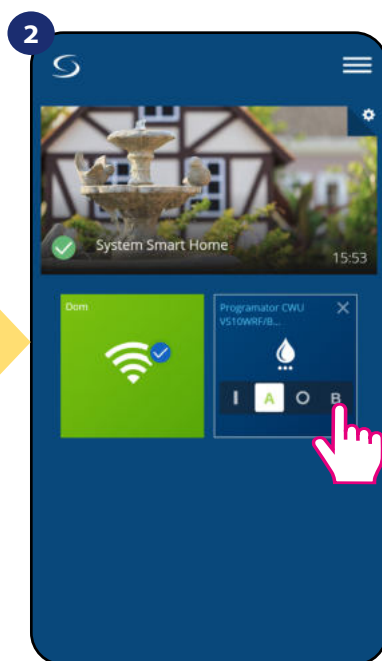 2
System Smart Home
15:53
Dom
Programator CWU
VS10WRF/B...
I A O B